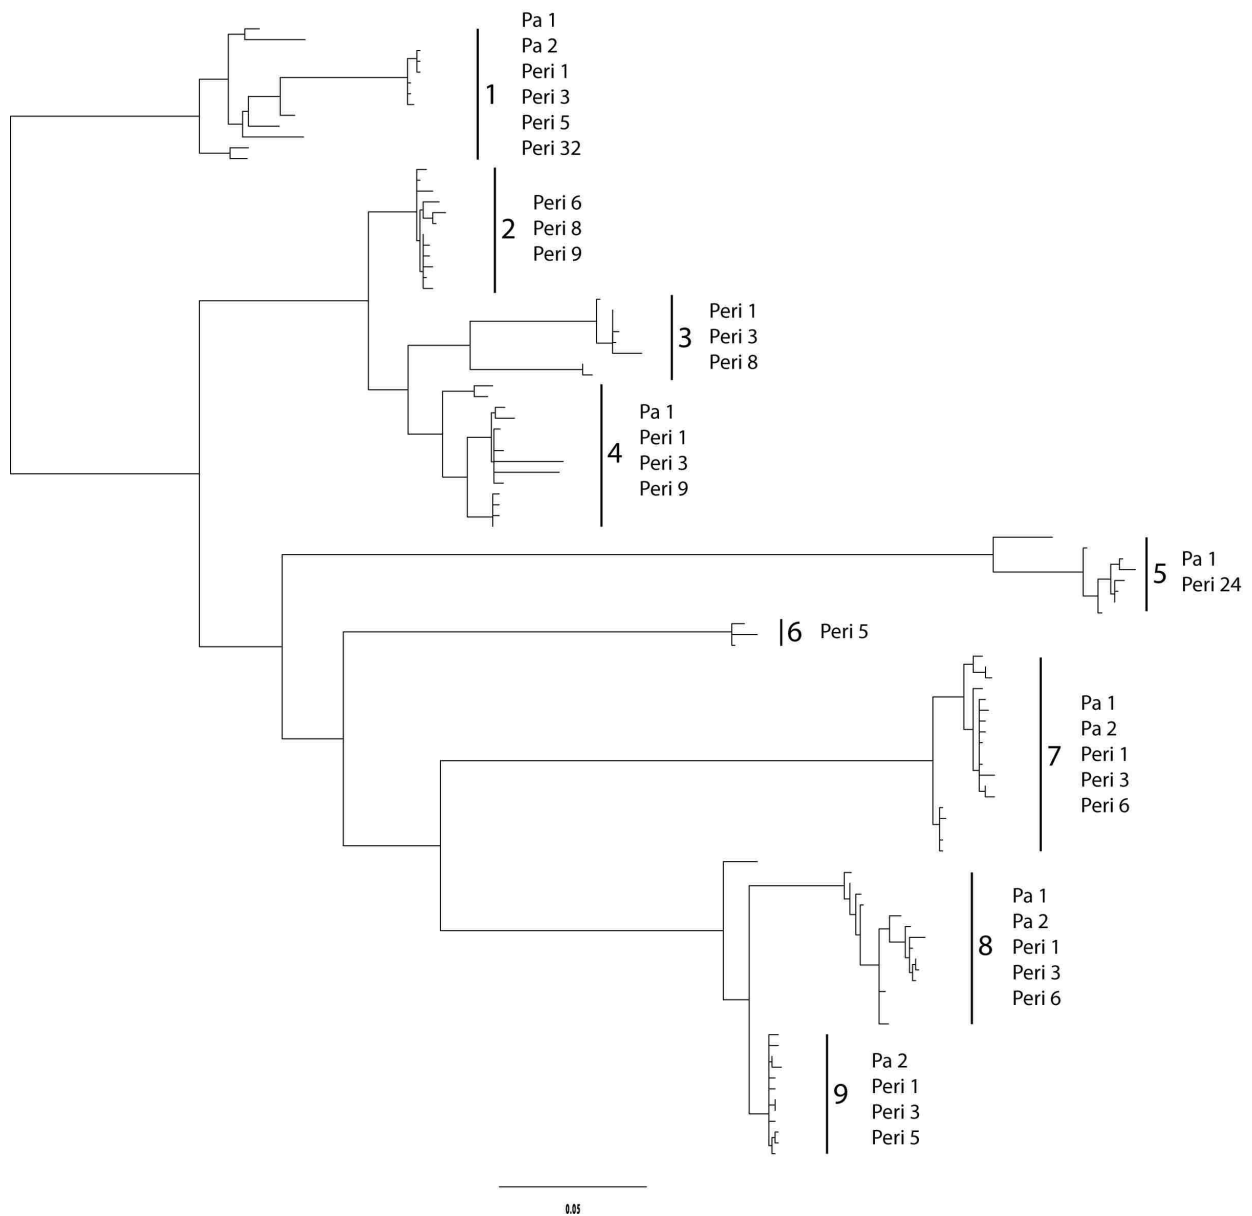 Pa 1
Pa 2
Peri 1
1
Peri 3
Peri 5
Peri 32
Peri 6
2
Peri 8
Peri 9
Peri 1
3
Peri 3
Peri 8
Pa 1
Peri 1
4
Peri 3
Peri 9
5
Pa 1
Peri 24
6
Peri 5
Pa 1
Pa 2
7
Peri 1
Peri 3
Peri 6
Pa 1
Pa 2
8
Peri 1
Peri 3
Peri 6
Pa 2
Peri 1
9
Peri 3
Peri 5
0.05